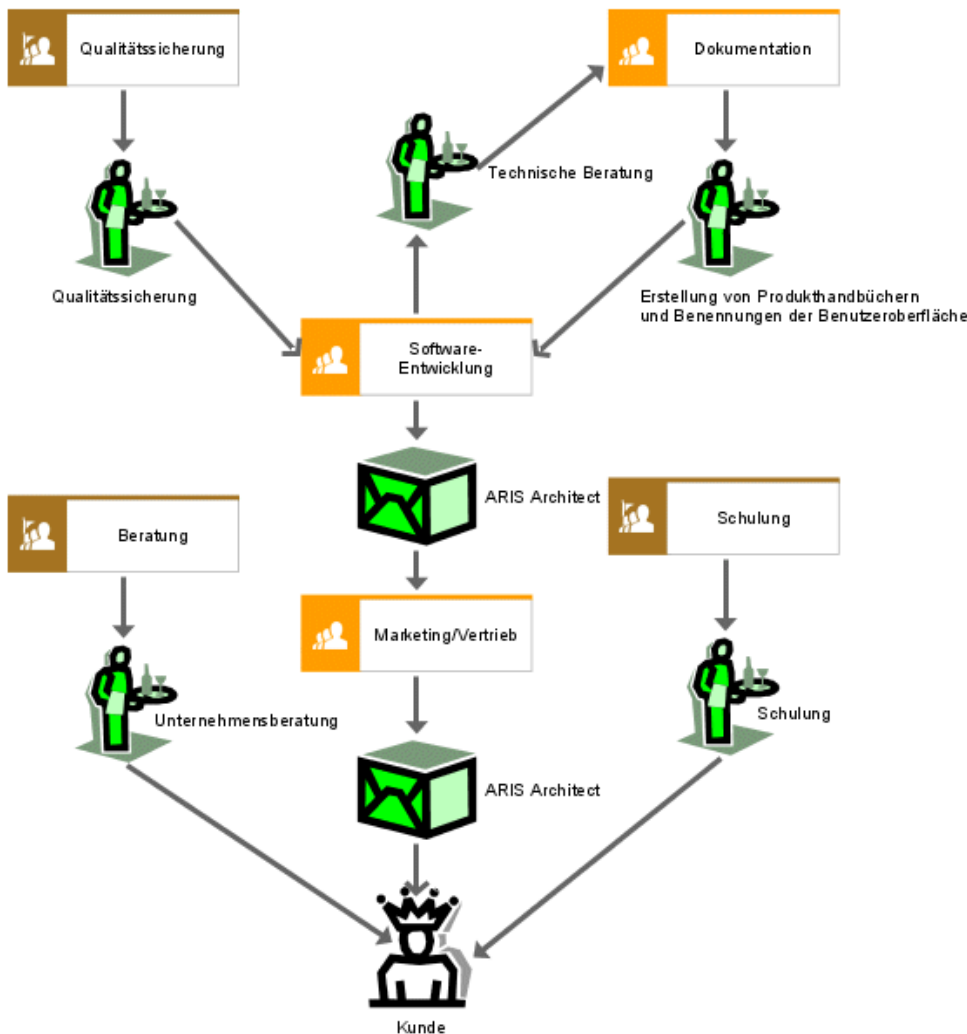 Qualitätssicherung
Dokumentation
Technische Beratung
Qualitätssicherung
Erstellung von Produkthandbüchern
und Benennungen der Benutzeroberfläche
Software-
Entwicklung
ARIS Architect
Beratung
Schulung
Marketing/Vertrieb
Unternehmensberatung
Schulung
ARIS Architect
Kunde